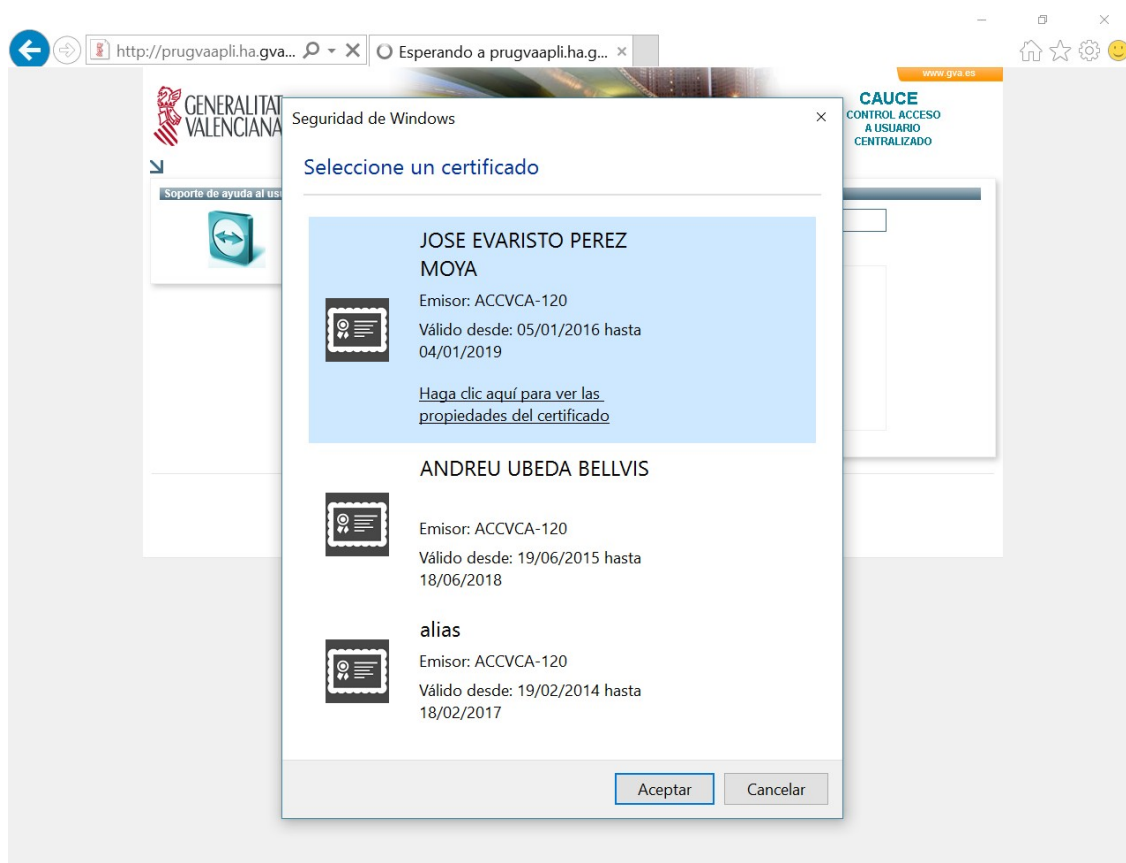 http://prugvaapli.ha.gva...
Esperando a prugvaapli.ha.g...
www.gva.es
GENERALITAT
VALENCIANA
CAUCE
CONTROL ACCESO
A USUARIO
CENTRALIZADO
Soporte de ayuda al
Seguridad de Windows
Seleccione un certificado
JOSE EVARISTO PEREZ
MOYA
Emisor: ACCVCA-120
Válido desde: 05/01/2016 hasta
04/01/2019
Haga clic aquí para ver las
propiedades del certificado
ANDREU UBEDA BELLVIS
Emisor: ACCVCA-120
Válido desde: 19/06/2015 hasta
18/06/2018
alias
Emisor: ACCVCA-120
Válido desde: 19/02/2014 hasta
18/02/2017
Aceptar
Cancelar